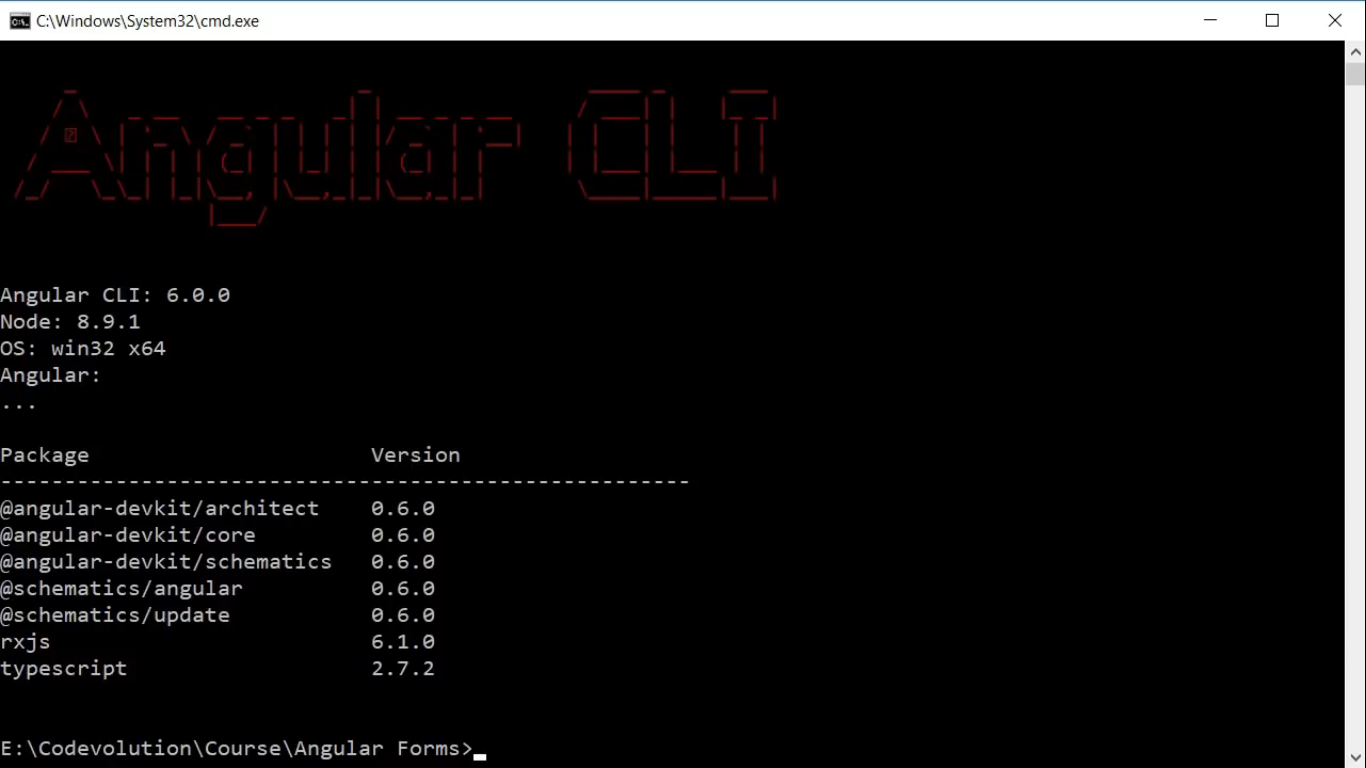 C:\Windows\System32\cmd.exe
Angular CLI
Angular CLI: 6.0.0
Node: 8.9.1
OS: win32 x64
Angular:
...
Package Version
------------------------------------------------------
@angular-devkit/architect 0.6.0
@angular-devkit/core 0.6.0
@angular-devkit/schematics 0.6.0
@schematics/angular 0.6.0
@schematics/update 0.6.0
rxjs 6.1.0
typescript 2.7.2
E:\Codevolution\Course\Angular Forms>